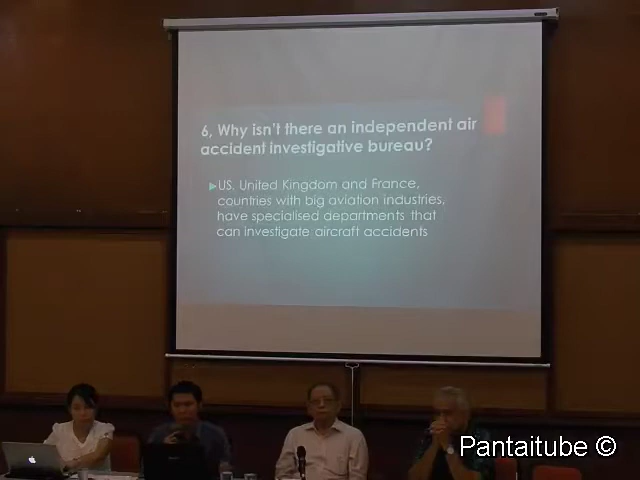 6, Why isn't there an independent air
accident investigative bureau?
US, United Kingdom and France,
countries with big aviation industries,
have specialised departments that
can investigate aircraft accidents
Pantaitube ©